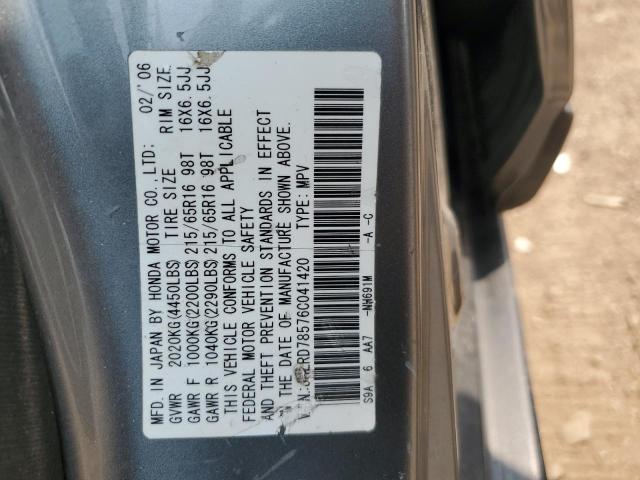 MFD. IN JAPAN BY HONDA MOTOR CO., LTD: 02/'06
GVWR 2020KG(4450LBS) TIRE SIZE RIM SIZE
GAWR F 1000KG(2200LBS) 215/65R16 98T 16X6.5JJ
GAWR R 1040KG(2290LBS) 215/65R16 98T 16X6.5JJ
THIS VEHICLE CONFORMS TO ALL APPLICABLE
FEDERAL MOTOR VEHICLE SAFETY
AND THEFT PREVENTION STANDARDS IN EFFECT
THE DATE OF MANUFACTURE SHOWN ABOVE.
TYPE: MPV
S9A 6 AA7 -NH691M -A -C